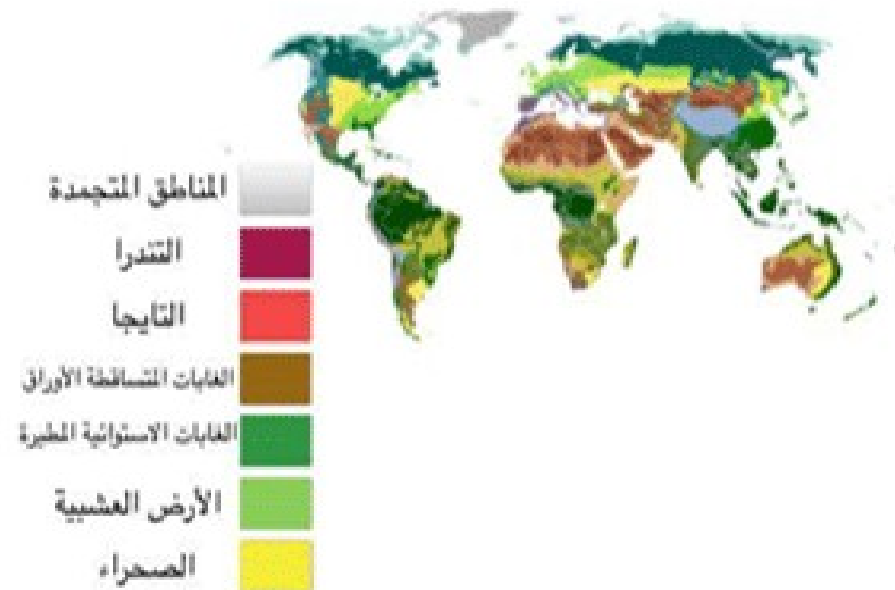 المناطق المتجمدة
التندرا
التايجا
الغابات المتساقطة الأوراق
الغابات الاستوائية المطيرة
الأرض العشبية
الصحراء